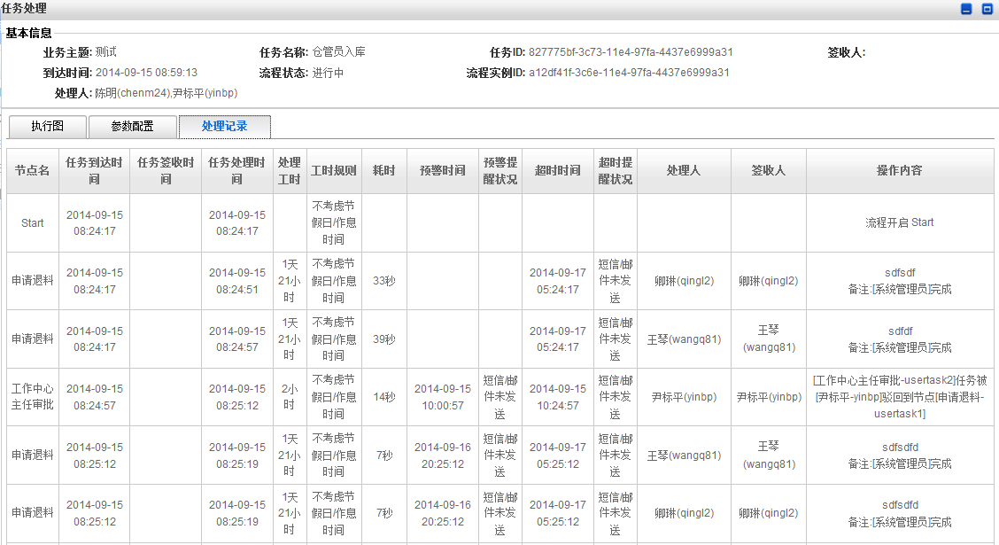 任务处理
基本信息
业务主题: 测试 任务名称: 仓管员入库 任务ID: 827775bf-3c73-11e4-97fa-4437e6999a31 签收人:
到达时间: 2014-09-15 08:59:13 流程状态: 进行中 流程实例ID: a12df41f-3c6e-11e4-97fa-4437e6999a31
处理人: 陈明(chenm24),尹标平(yinbp)
执行图 参数配置 处理记录
节点名 任务到达时间 任务签收时间 任务处理时间 处理工时 工时规则 耗时 预警时间 预警提醒状况 超时时间 超时提醒状况 处理人 签收人 操作内容
Start 2014-09-15 08:24:17 2014-09-15 08:24:17 不考虑节假日/作息时间 流程开启 Start
申请退料 2014-09-15 08:24:17 2014-09-15 08:24:51 1天21小时 不考虑节假日/作息时间 33秒 2014-09-17 05:24:17 短信/邮件未发送 卿琳(qingl2) 卿琳(qingl2) sdfsdf 备注:[系统管理员]完成
申请退料 2014-09-15 08:24:17 2014-09-15 08:24:57 1天21小时 不考虑节假日/作息时间 39秒 2014-09-17 05:24:17 短信/邮件未发送 王琴(wangq81) 王琴(wangq81) sdfdf 备注:[系统管理员]完成
工作中心主任审批 2014-09-15 08:24:57 2014-09-15 08:25:12 2小时 不考虑节假日/作息时间 14秒 2014-09-15 10:00:57 短信/邮件未发送 2014-09-15 10:24:57 短信/邮件未发送 尹标平(yinbp) 尹标平(yinbp) [工作中心主任审批-usertask2]任务被[尹标平-yinbp]驳回到节点[申请退料-usertask1]
申请退料 2014-09-15 08:25:12 2014-09-15 08:25:19 1天21小时 不考虑节假日/作息时间 7秒 2014-09-16 20:25:12 短信/邮件未发送 2014-09-17 05:25:12 短信/邮件未发送 王琴(wangq81) 王琴(wangq81) sdfsdfd 备注:[系统管理员]完成
申请退料 2014-09-15 08:25:12 2014-09-15 08:25:19 1天21小时 不考虑节假日/作息时间 7秒 2014-09-16 20:25:12 短信/邮件未发送 2014-09-17 05:25:12 短信/邮件未发送 卿琳(qingl2) 卿琳(qingl2) sdfsdfd 备注:[系统管理员]完成